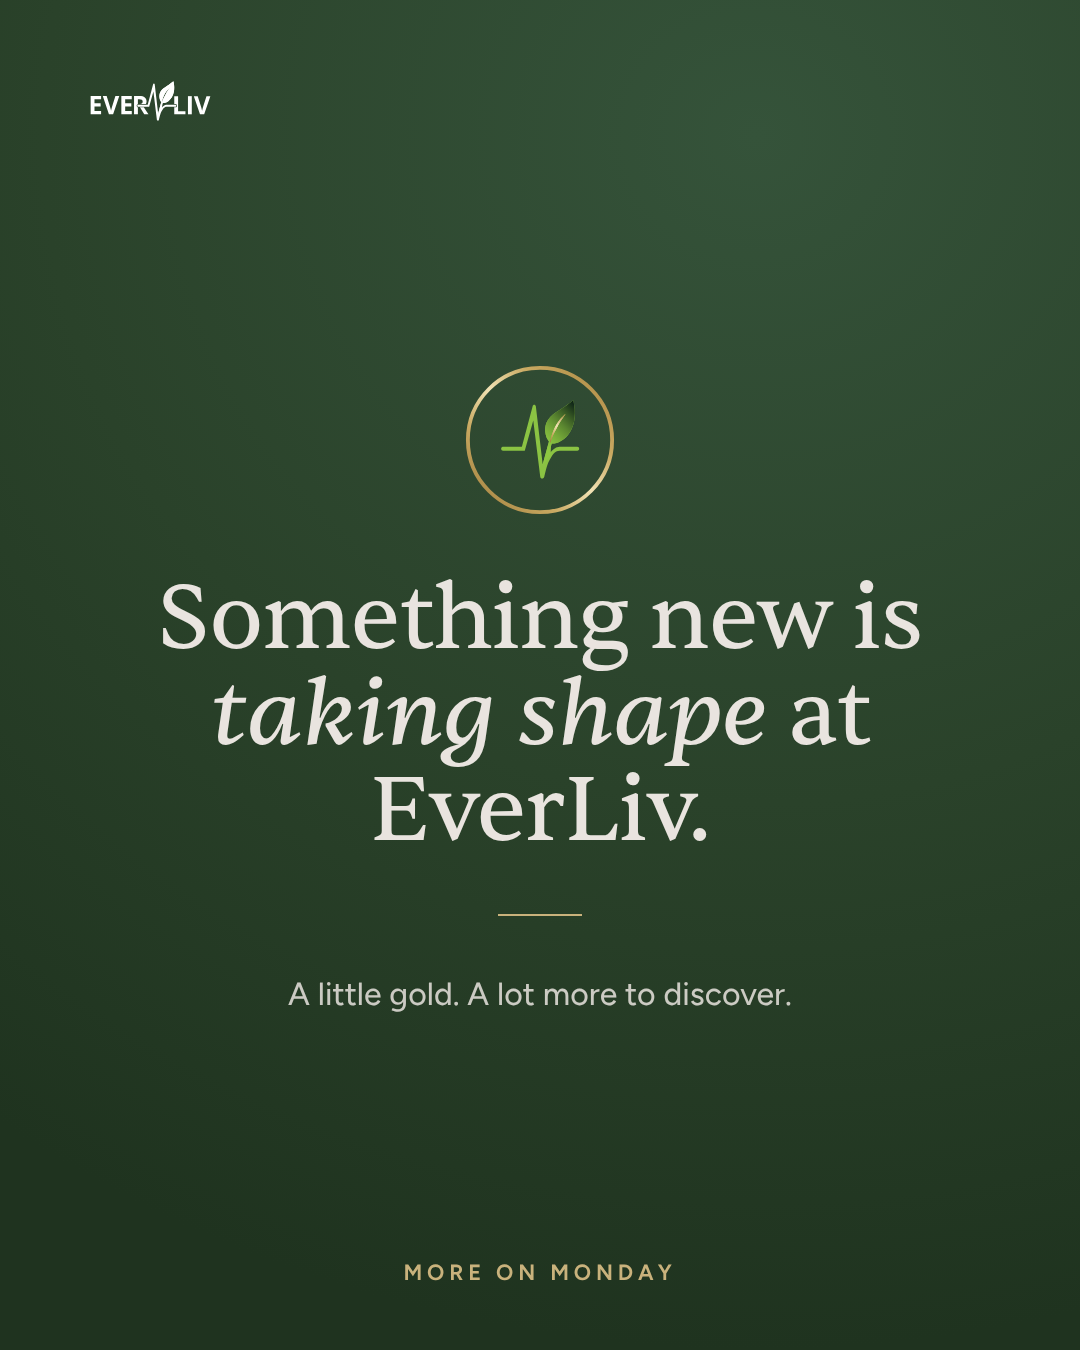 EVERLIV
Something new is
taking shape at
EverLiv.
A little gold. A lot more to discover.
MORE ON MONDAY